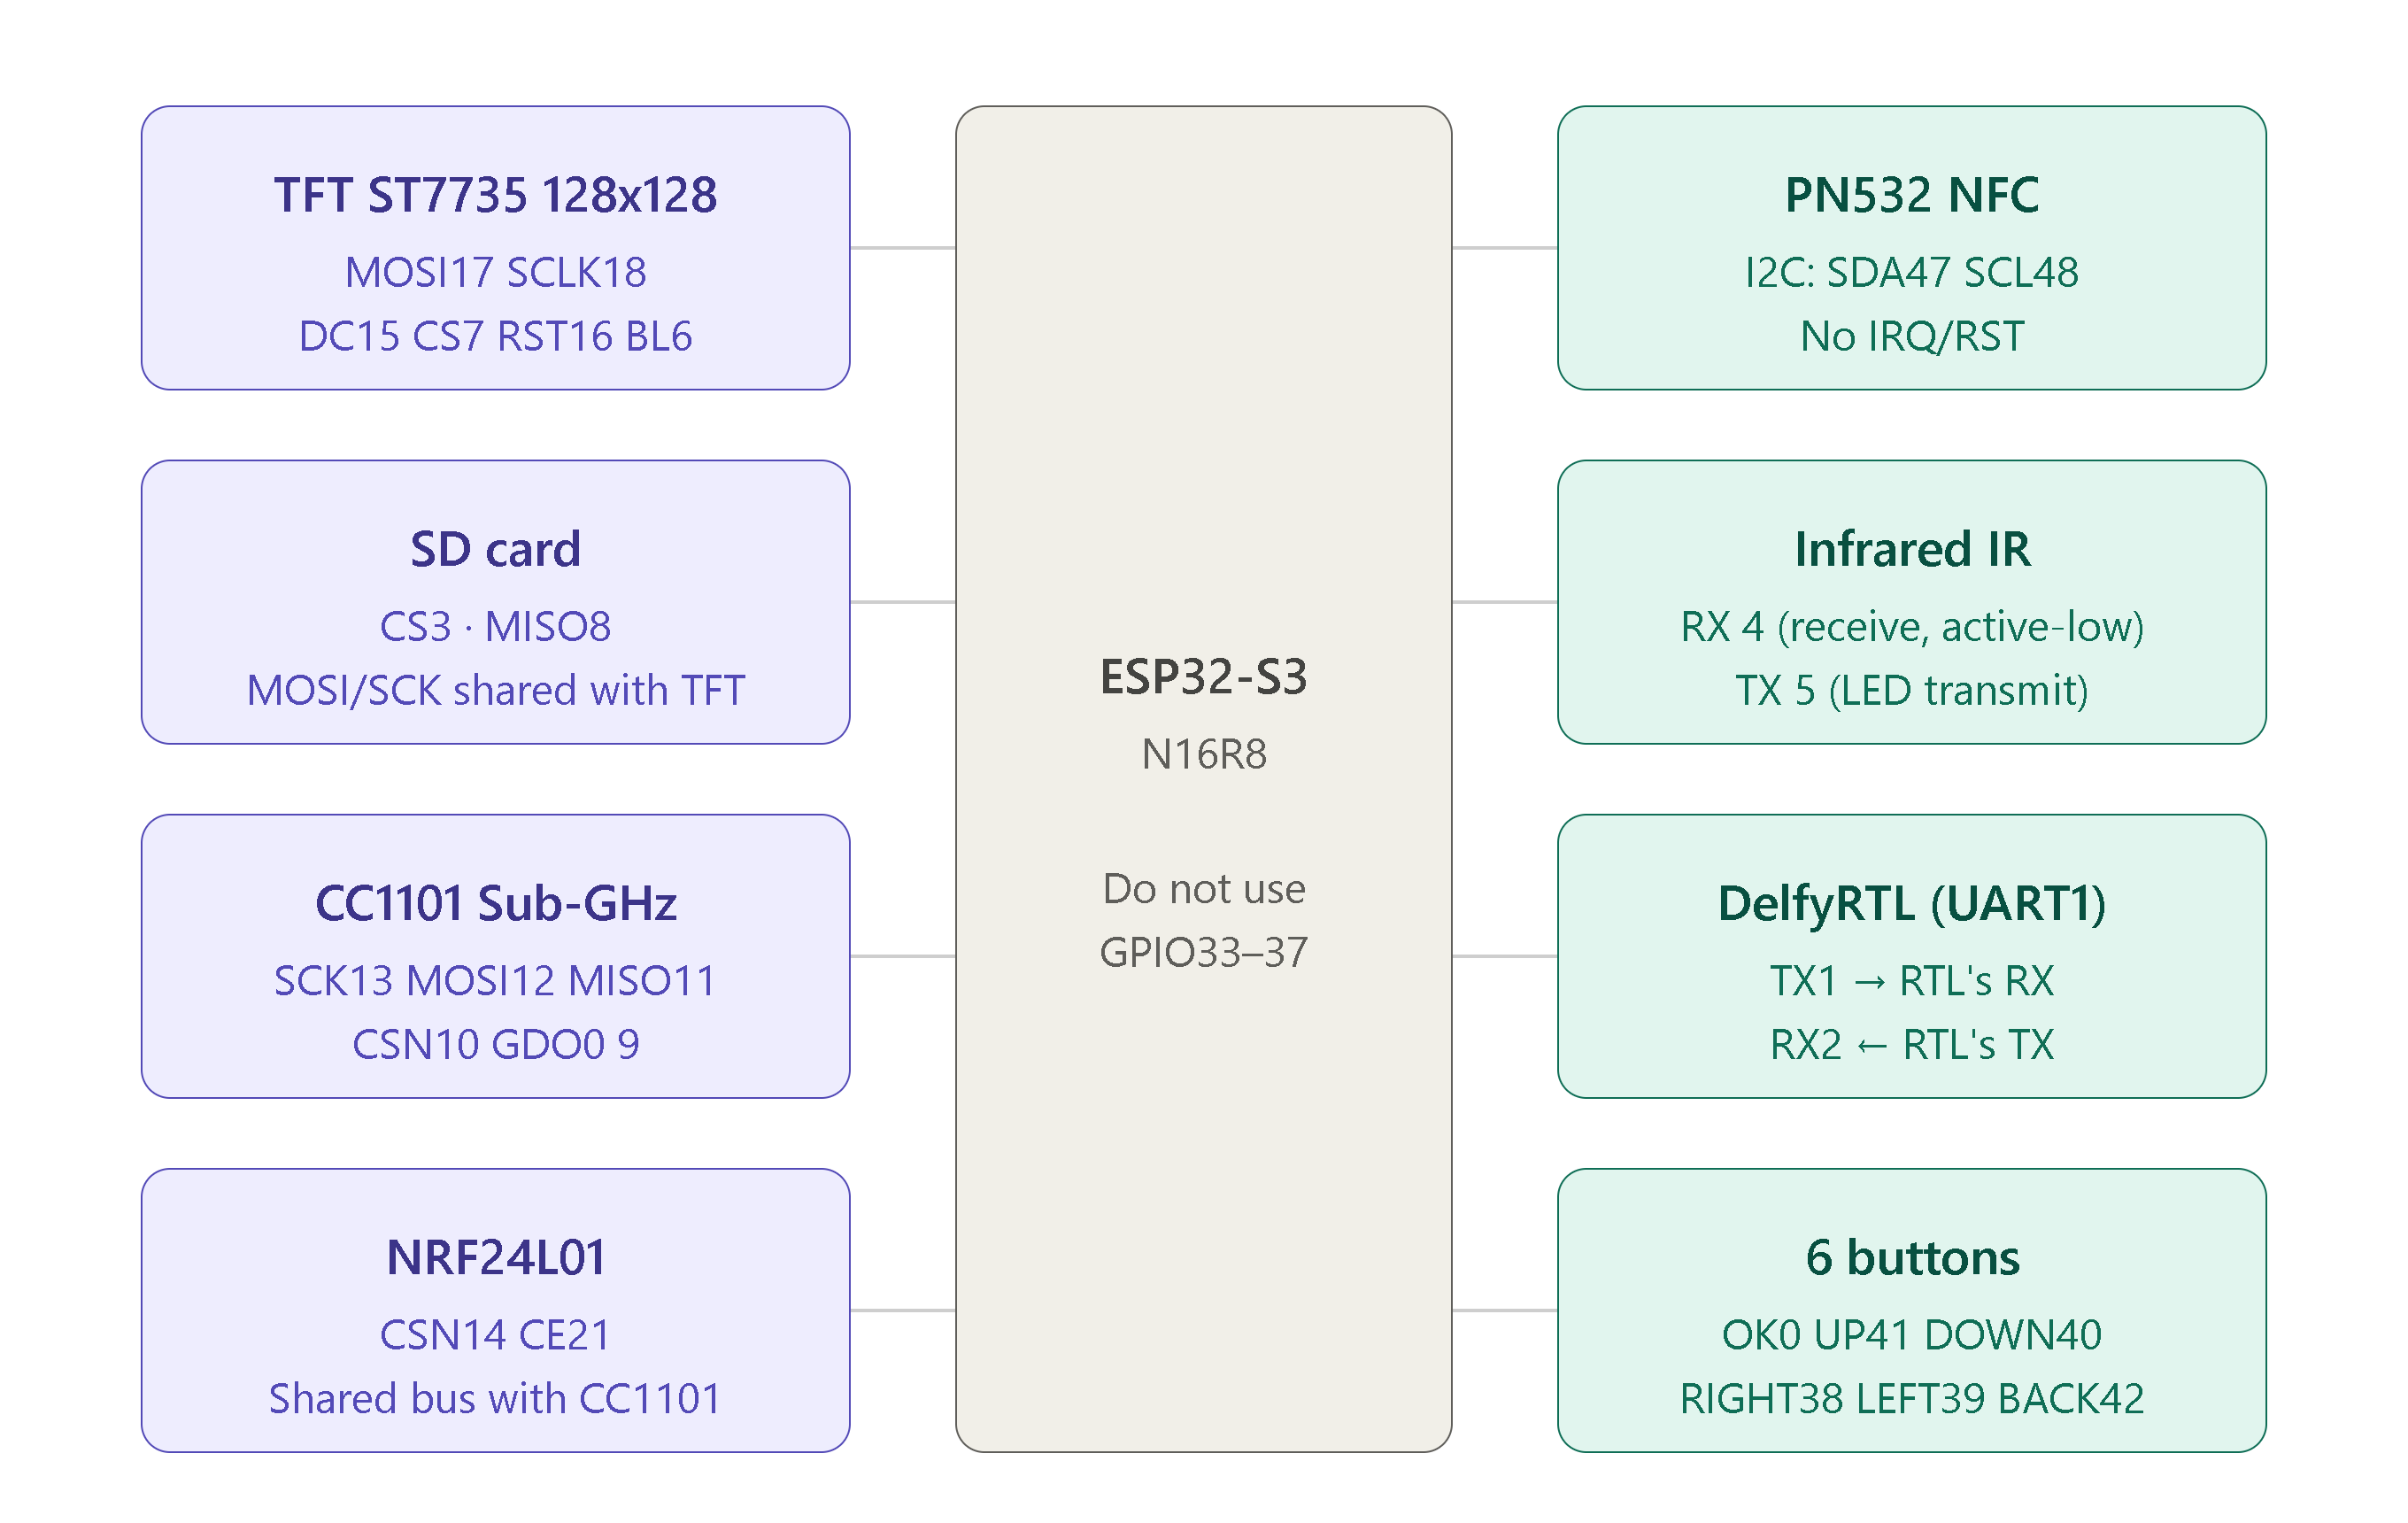 TFT ST7735 128x128
MOSI17 SCLK18
DC15 CS7 RST16 BL6
SD card
CS3 · MISO8
MOSI/SCK shared with TFT
CC1101 Sub-GHz
SCK13 MOSI12 MISO11
CSN10 GDO0 9
NRF24L01
CSN14 CE21
Shared bus with CC1101
ESP32-S3
N16R8
Do not use
GPIO33–37
PN532 NFC
I2C: SDA47 SCL48
No IRQ/RST
Infrared IR
RX 4 (receive, active-low)
TX 5 (LED transmit)
DelfyRTL (UART1)
TX1 → RTL's RX
RX2 ← RTL's TX
6 buttons
OK0 UP41 DOWN40
RIGHT38 LEFT39 BACK42